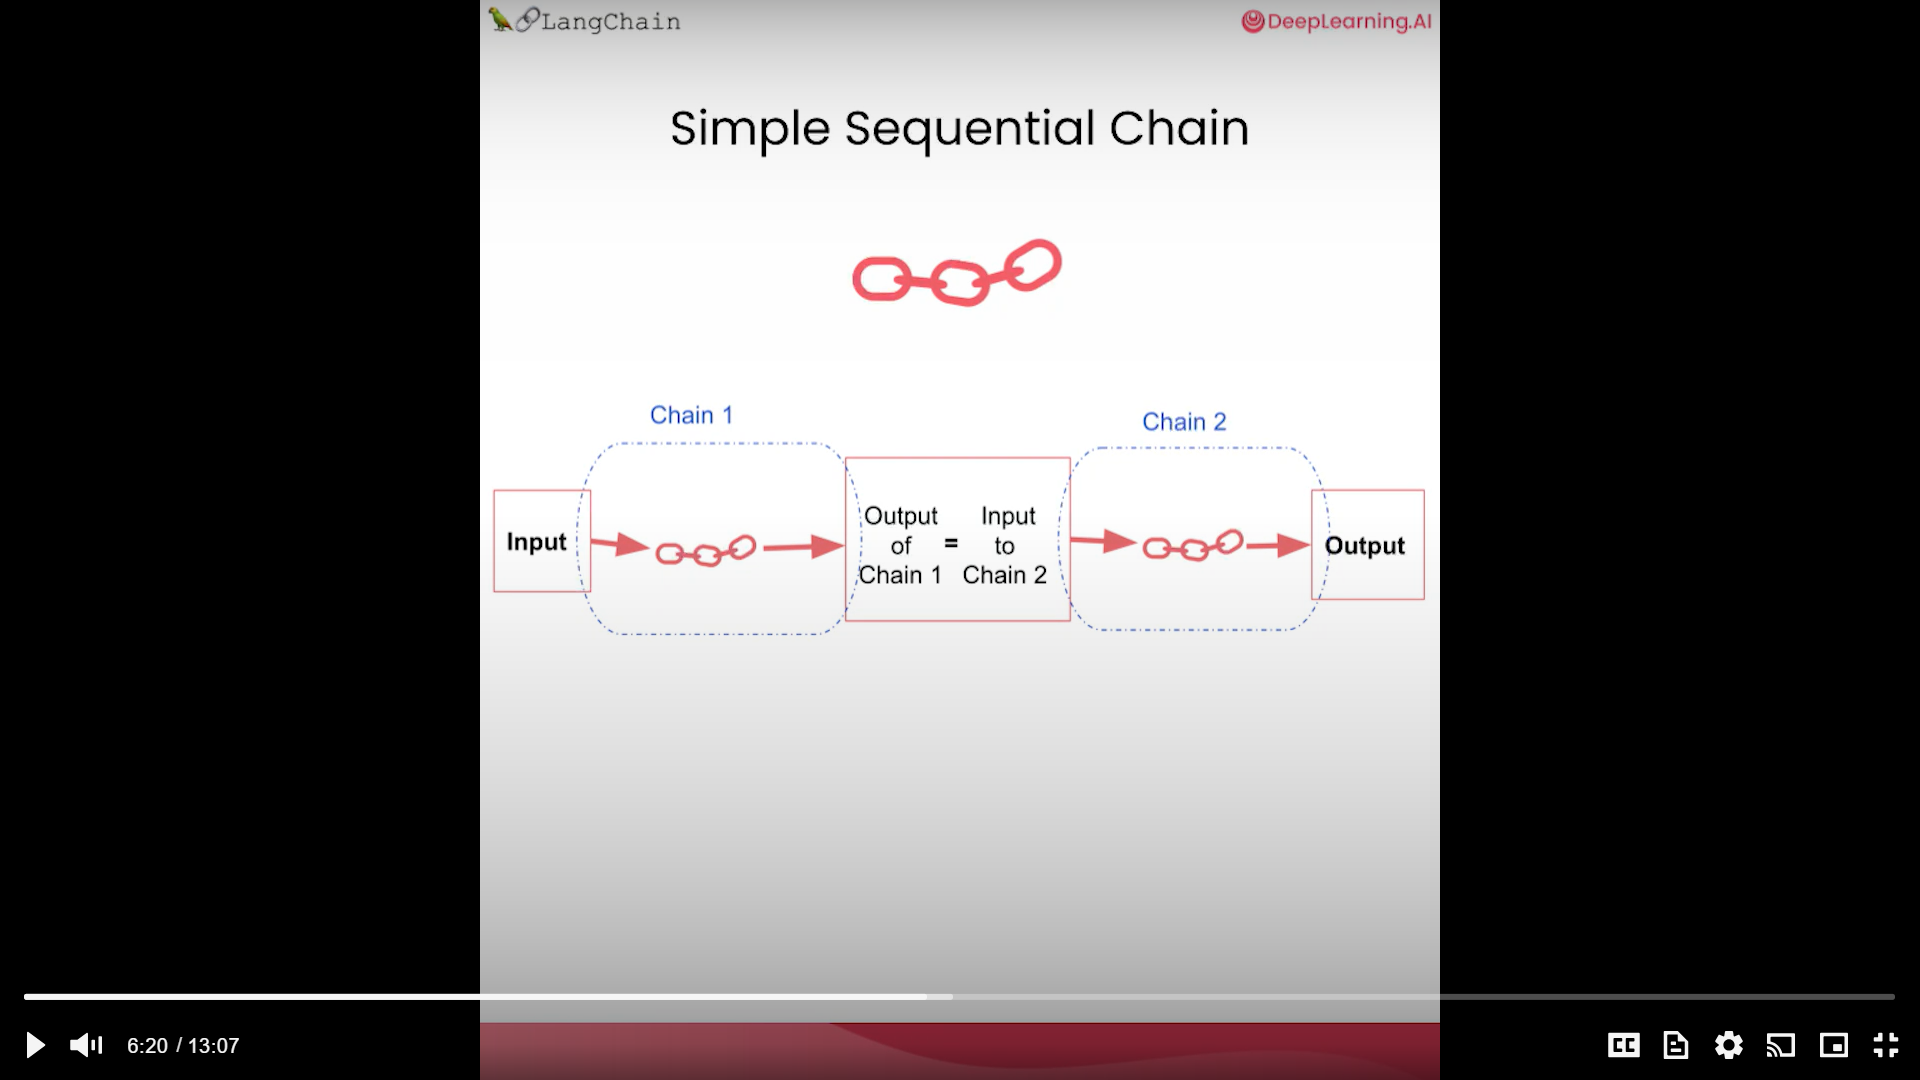 LangChain
DeepLearning.AI
Simple Sequential Chain
Chain 1
Chain 2
Input
Output
of
Chain 1
=
Input
to
Chain 2
Output
6:20 / 13:07
CC